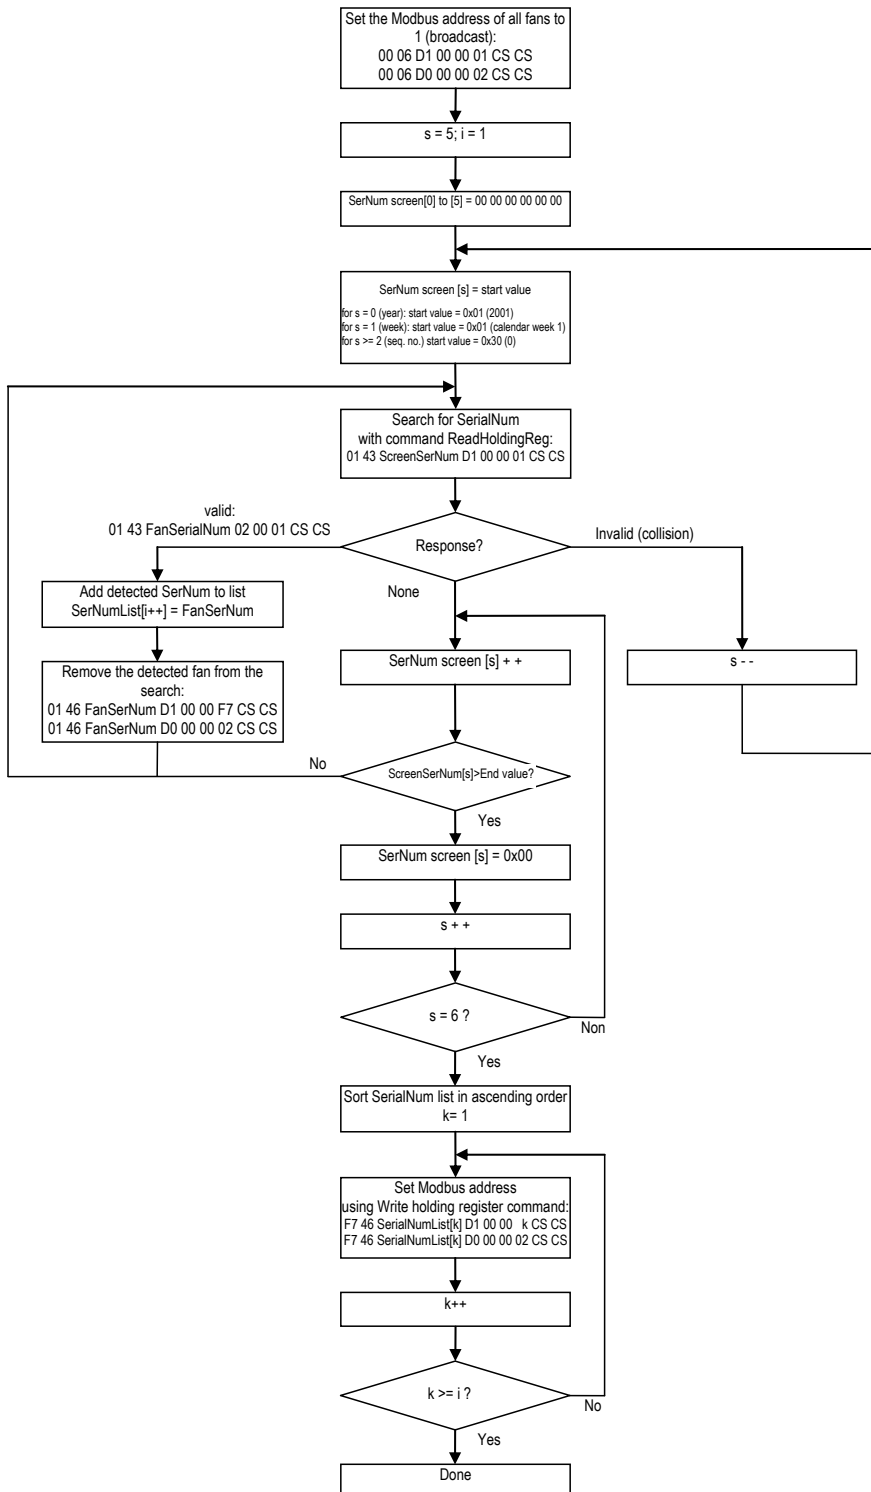 Set the Modbus address of all fans to
1 (broadcast):
00 06 D1 00 00 01 CS CS
00 06 D0 00 00 02 CS CS
s = 5; i = 1
SerNum screen[0] to [5] = 00 00 00 00 00 00
SerNum screen [s] = start value
for s = 0 (year): start value = 0x01 (2001)
for s = 1 (week): start value = 0x01 (calendar week 1)
for s >= 2 (seq. no.) start value = 0x30 (0)
Search for SerialNum
with command ReadHoldingReg:
01 43 ScreenSerNum D1 00 00 01 CS CS
valid:
01 43 FanSerialNum 02 00 01 CS CS
Response?
Invalid (collision)
None
Add detected SerNum to list
SerNumList[i++] = FanSerNum
Remove the detected fan from the
search:
01 46 FanSerNum D1 00 00 F7 CS CS
01 46 FanSerNum D0 00 00 02 CS CS
SerNum screen [s] + +
s - -
No
ScreenSerNum[s]>End value?
Yes
SerNum screen [s] = 0x00
s + +
s = 6 ?
Non
Yes
Sort SerialNum list in ascending order
k= 1
Set Modbus address
using Write holding register command:
F7 46 SerialNumList[k] D1 00 00 k CS CS
F7 46 SerialNumList[k] D0 00 00 02 CS CS
k++
k >= i ?
No
Yes
Done